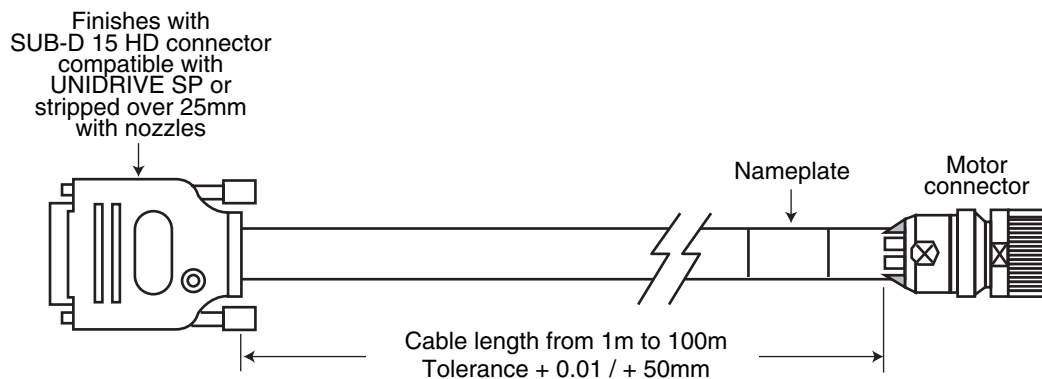 Finishes with
SUB-D 15 HD connector
compatible with
UNIDRIVE SP or
stripped over 25mm
with nozzles
Nameplate
Motor
connector
Cable length from 1m to 100m
Tolerance + 0.01 / + 50mm